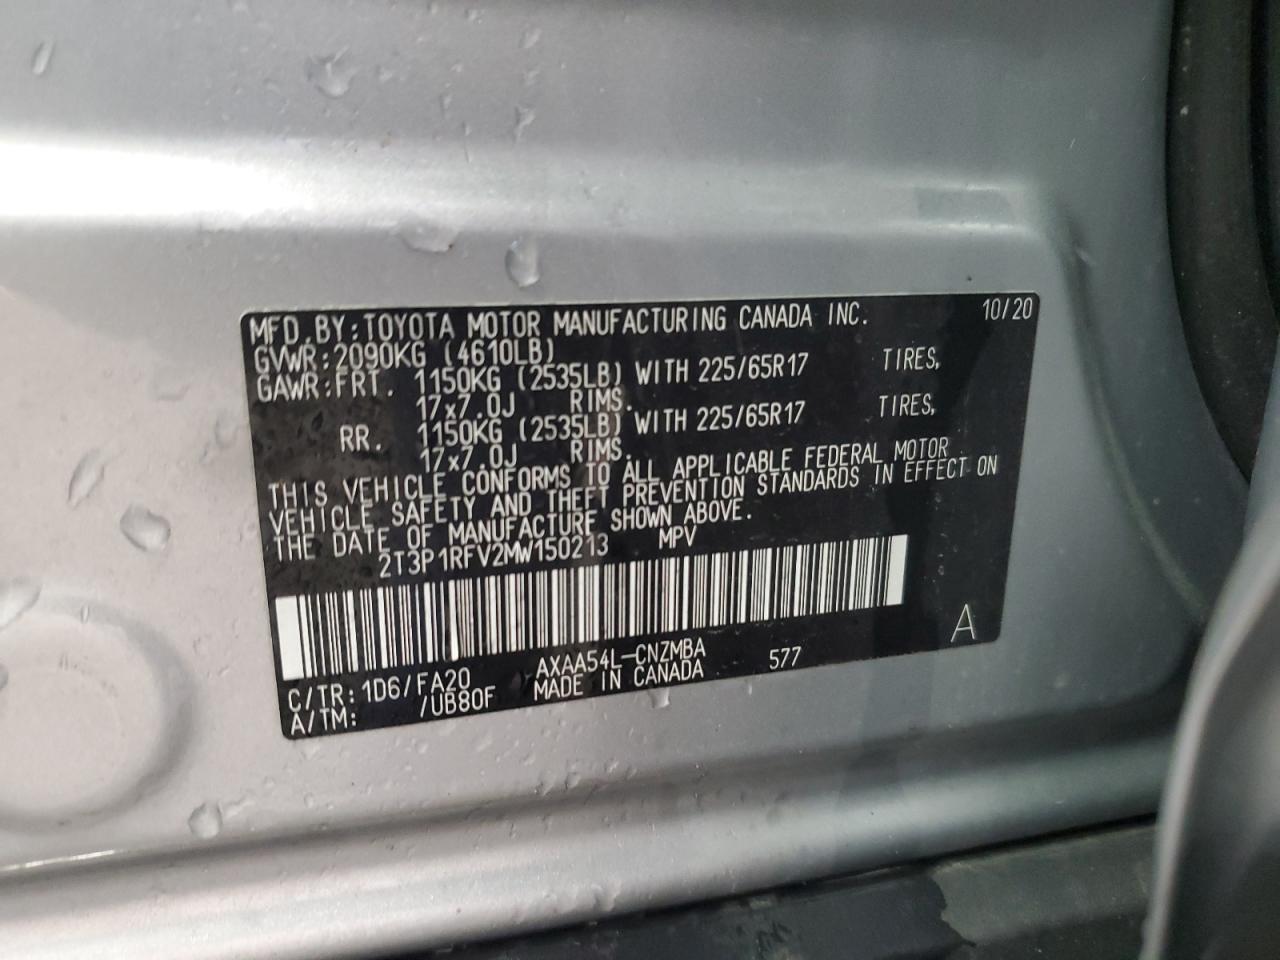 MFD. BY: TOYOTA MOTOR MANUFACTURING CANADA INC. 10/20
GVWR: 2090KG (4610LB)
GAWR: FRT. 1150KG (2535LB) WITH 225/65R17 TIRES,
17x7.0J RIMS.
RR. 1150KG (2535LB) WITH 225/65R17 TIRES,
17x7.0J RIMS.
THIS VEHICLE CONFORMS TO ALL APPLICABLE FEDERAL MOTOR
VEHICLE SAFETY AND THEFT PREVENTION STANDARDS IN EFFECT ON
THE DATE OF MANUFACTURE SHOWN ABOVE.
2T3P1RFV2MW150213 MPV
A
C/TR: 1D6/FA20 AXAA54L-CNZMBA 577
A/TM: /UB80F MADE IN CANADA